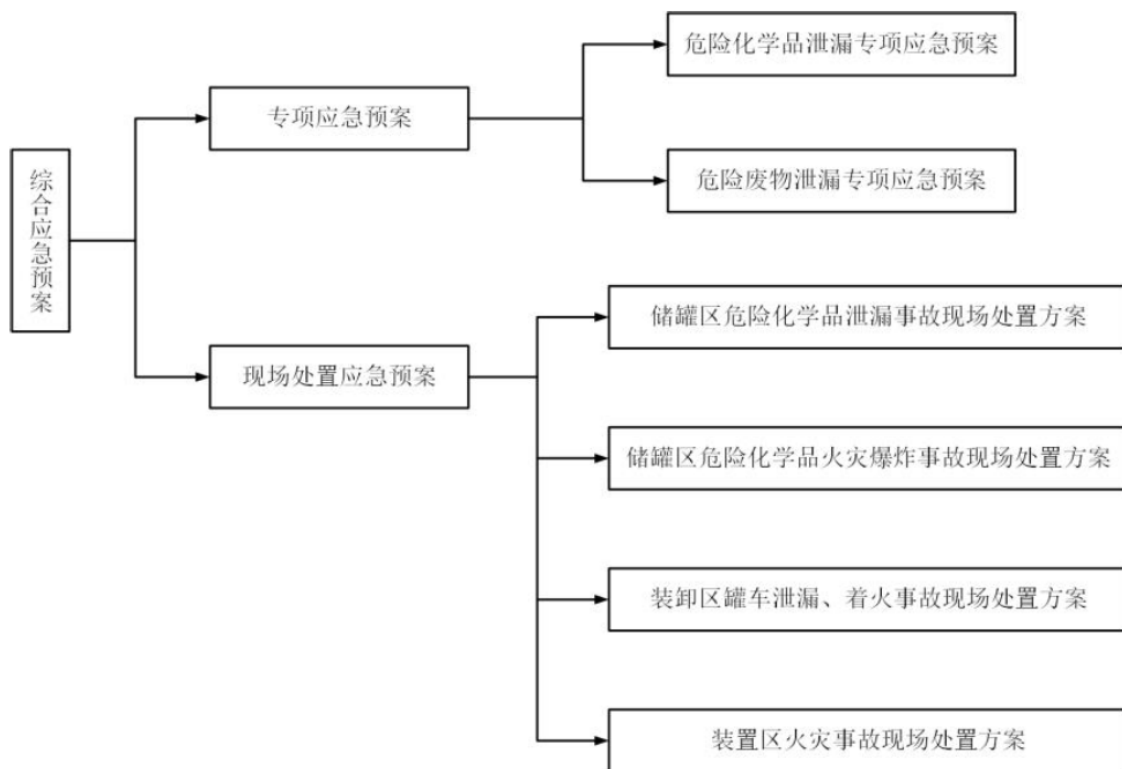 综合应急预案
专项应急预案
危险化学品泄漏专项应急预案
危险废物泄漏专项应急预案
现场处置应急预案
储罐区危险化学品泄漏事故现场处置方案
储罐区危险化学品火灾爆炸事故现场处置方案
装卸区罐车泄漏、着火事故现场处置方案
装置区火灾事故现场处置方案